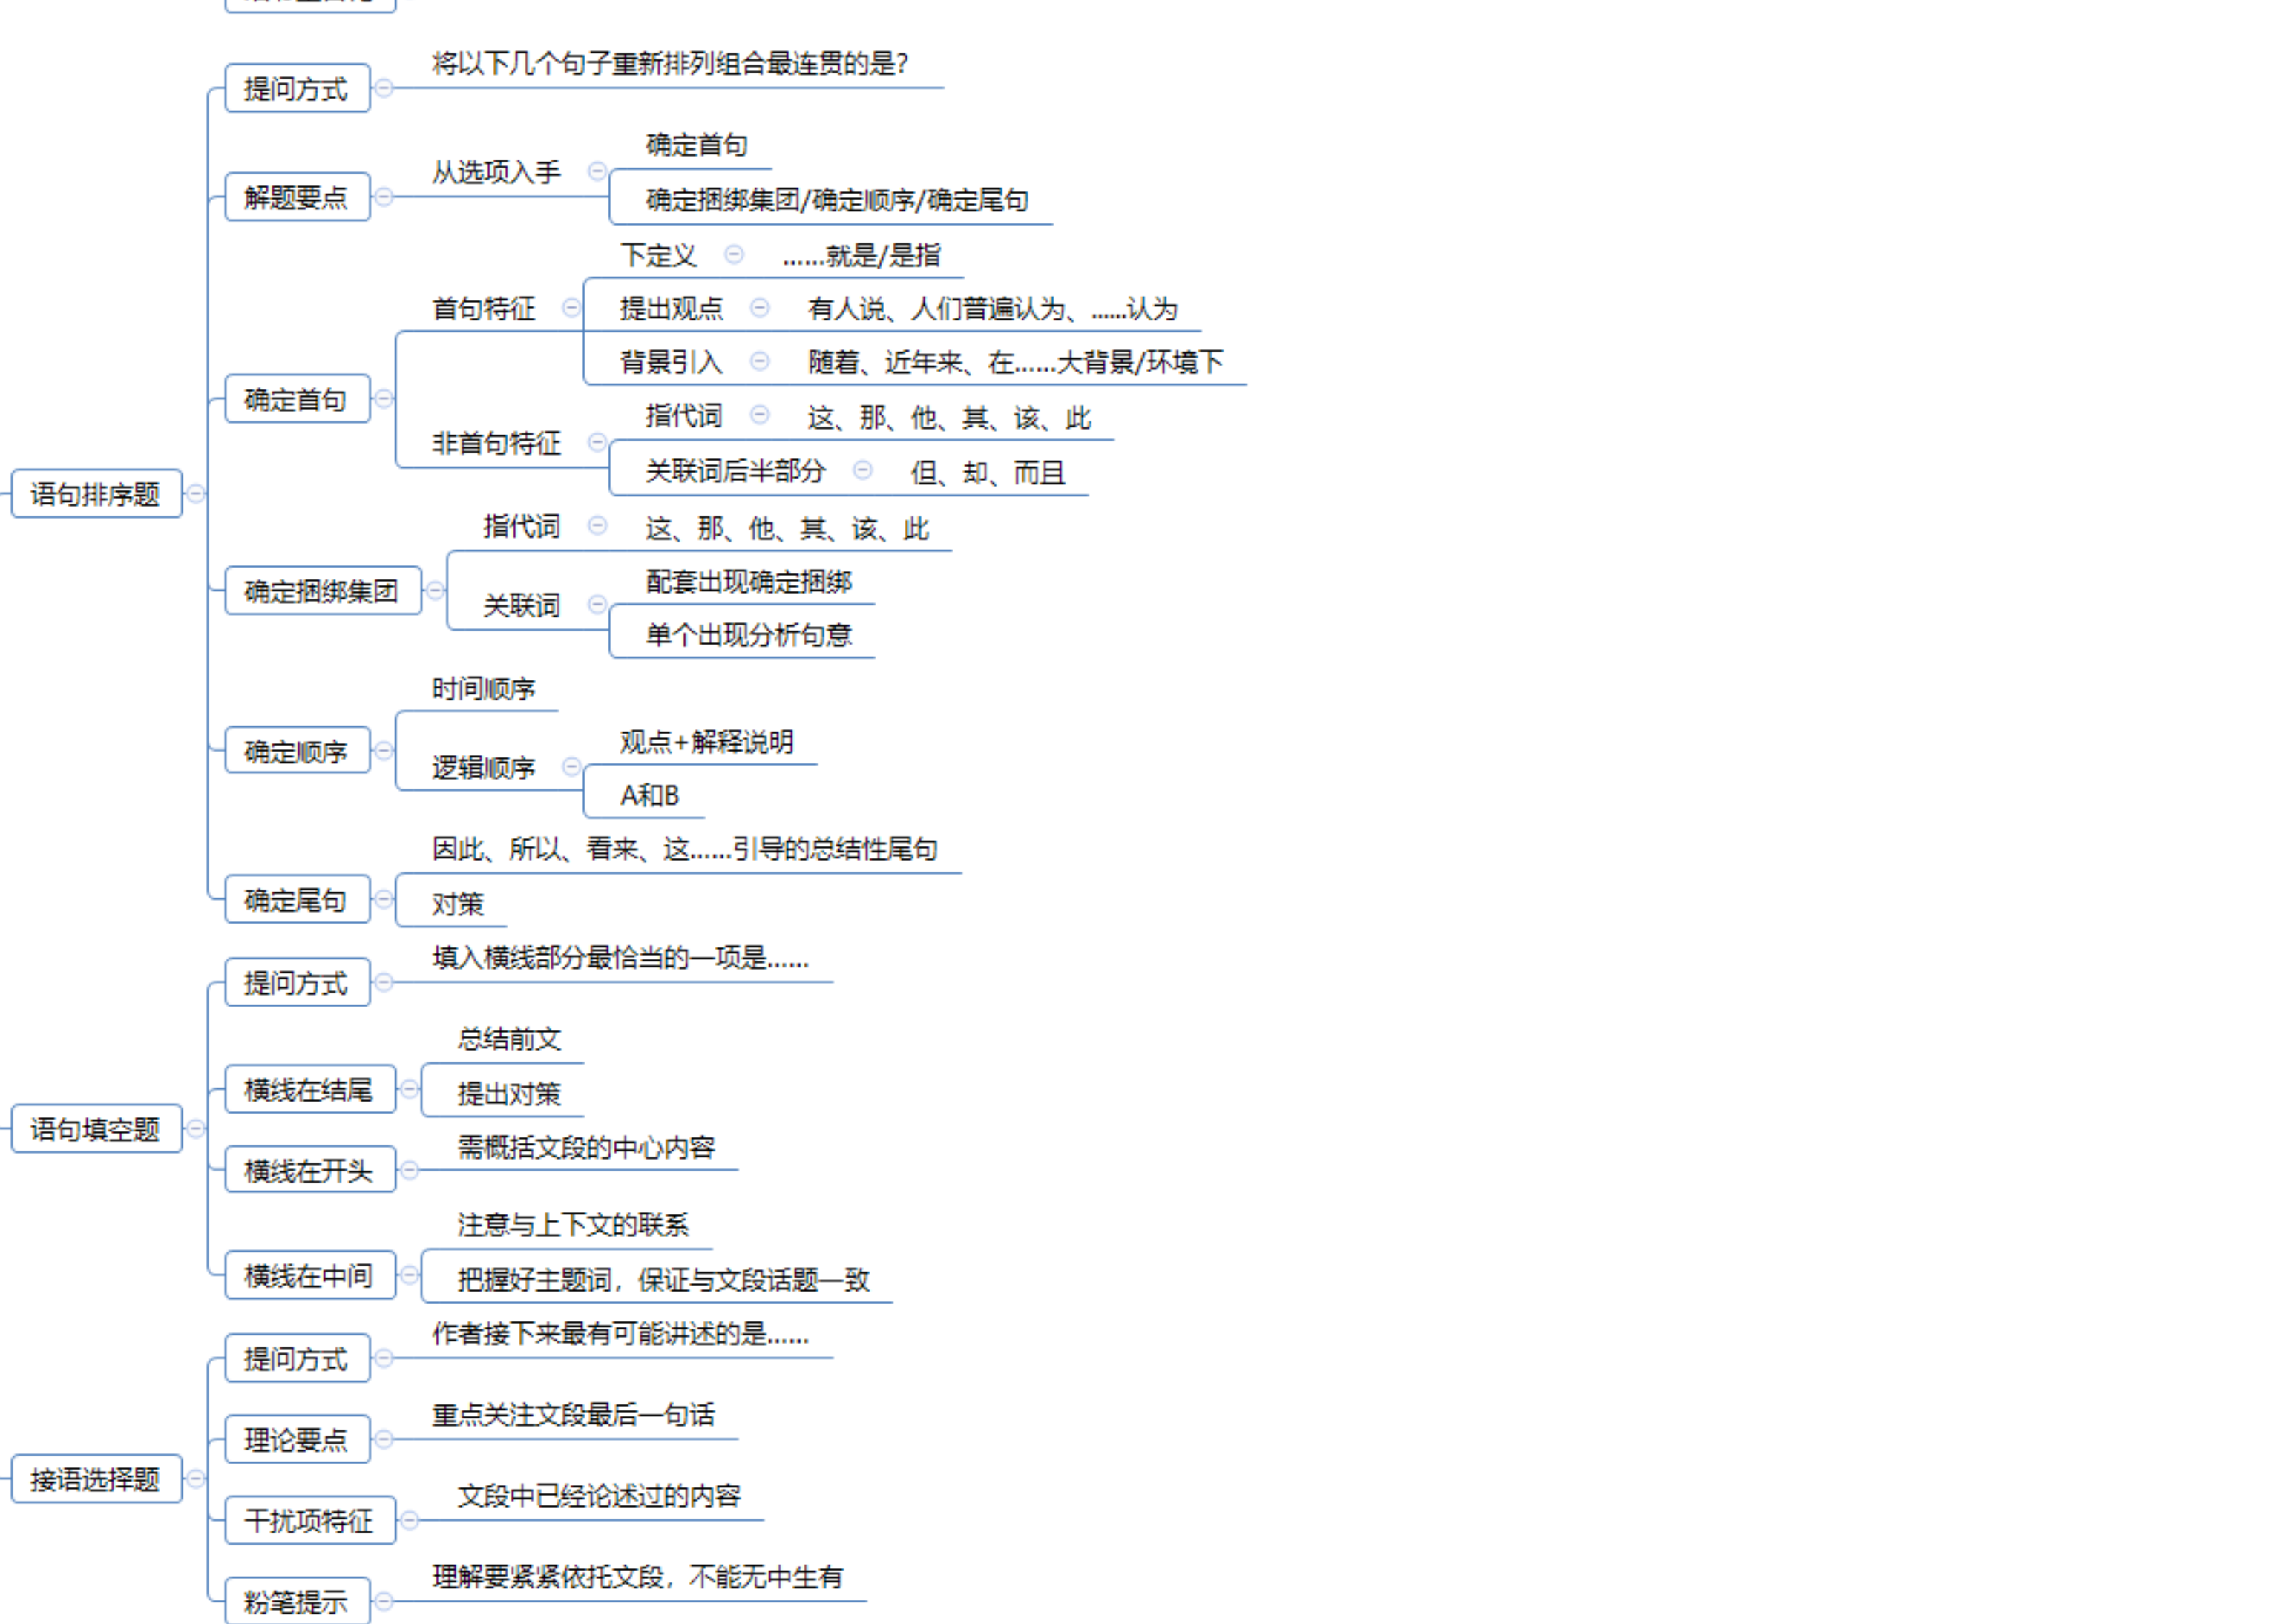 提问方式
将以下几个句子重新排列组合最连贯的是？
解题要点
从选项入手
确定首句
确定捆绑集团/确定顺序/确定尾句
语句排序题
确定首句
首句特征
下定义
……就是/是指
提出观点
有人说、人们普遍认为、……认为
背景引入
随着、近年来、在……大背景/环境下
非首句特征
指代词
这、那、他、其、该、此
关联词后半部分
但、却、而且
确定捆绑集团
指代词
这、那、他、其、该、此
关联词
配套出现确定捆绑
单个出现分析句意
确定顺序
时间顺序
逻辑顺序
观点+解释说明
A和B
确定尾句
因此、所以、看来、这……引导的总结性尾句
对策
语句填空题
提问方式
填入横线部分最恰当的一项是……
横线在结尾
总结前文
提出对策
横线在开头
需概括文段的中心内容
横线在中间
注意与上下文的联系
把握好主题词，保证与文段话题一致
接语选择题
提问方式
作者接下来最有可能讲述的是……
理论要点
重点关注文段最后一句话
干扰项特征
文段中已经论述过的内容
粉笔提示
理解要紧紧依托文段，不能无中生有